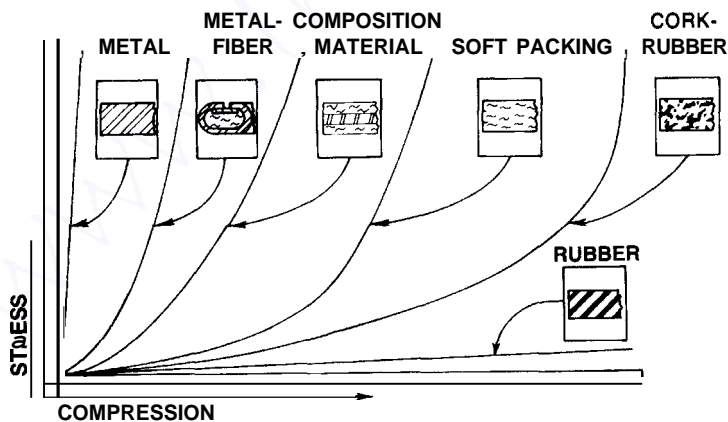 METAL- COMPOSITION
CORK-
METAL FIBER MATERIAL SOFT PACKING RUBBER
RUBBER
STRESS
COMPRESSION